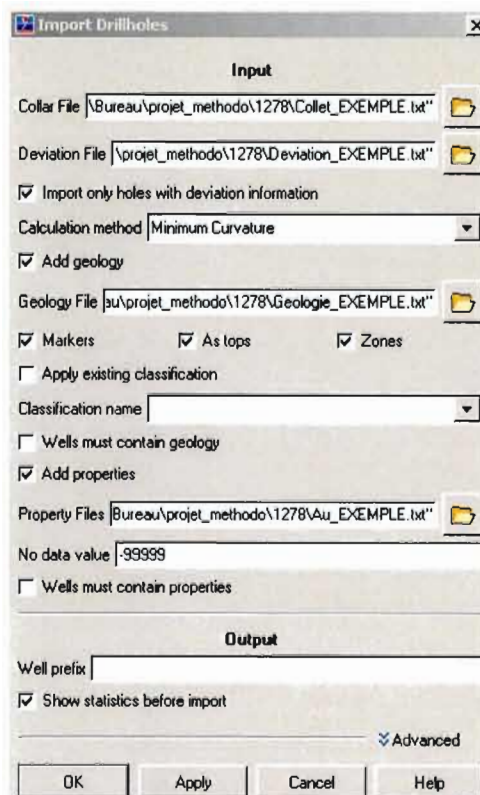 Import Drillholes
Input
Collar File \Bureau\projet_methodo\1278\Collet_EXEMPLE.txt"
Deviation File \projet_methodo\1278\Deviation_EXEMPLE.txt"
Import only holes with deviation information
Calculation method Minimum Curvature
Add geology
Geology File au\projet_methodo\1278\Geologie_EXEMPLE.txt"
Markers As tops Zones
Apply existing classification
Classification name
Wells must contain geology
Add properties
Property Files Bureau\projet_methodo\1278\Au_EXEMPLE.txt"
No data value -99999
Wells must contain properties
Output
Well prefix
Show statistics before import
Advanced
OK Apply Cancel Help